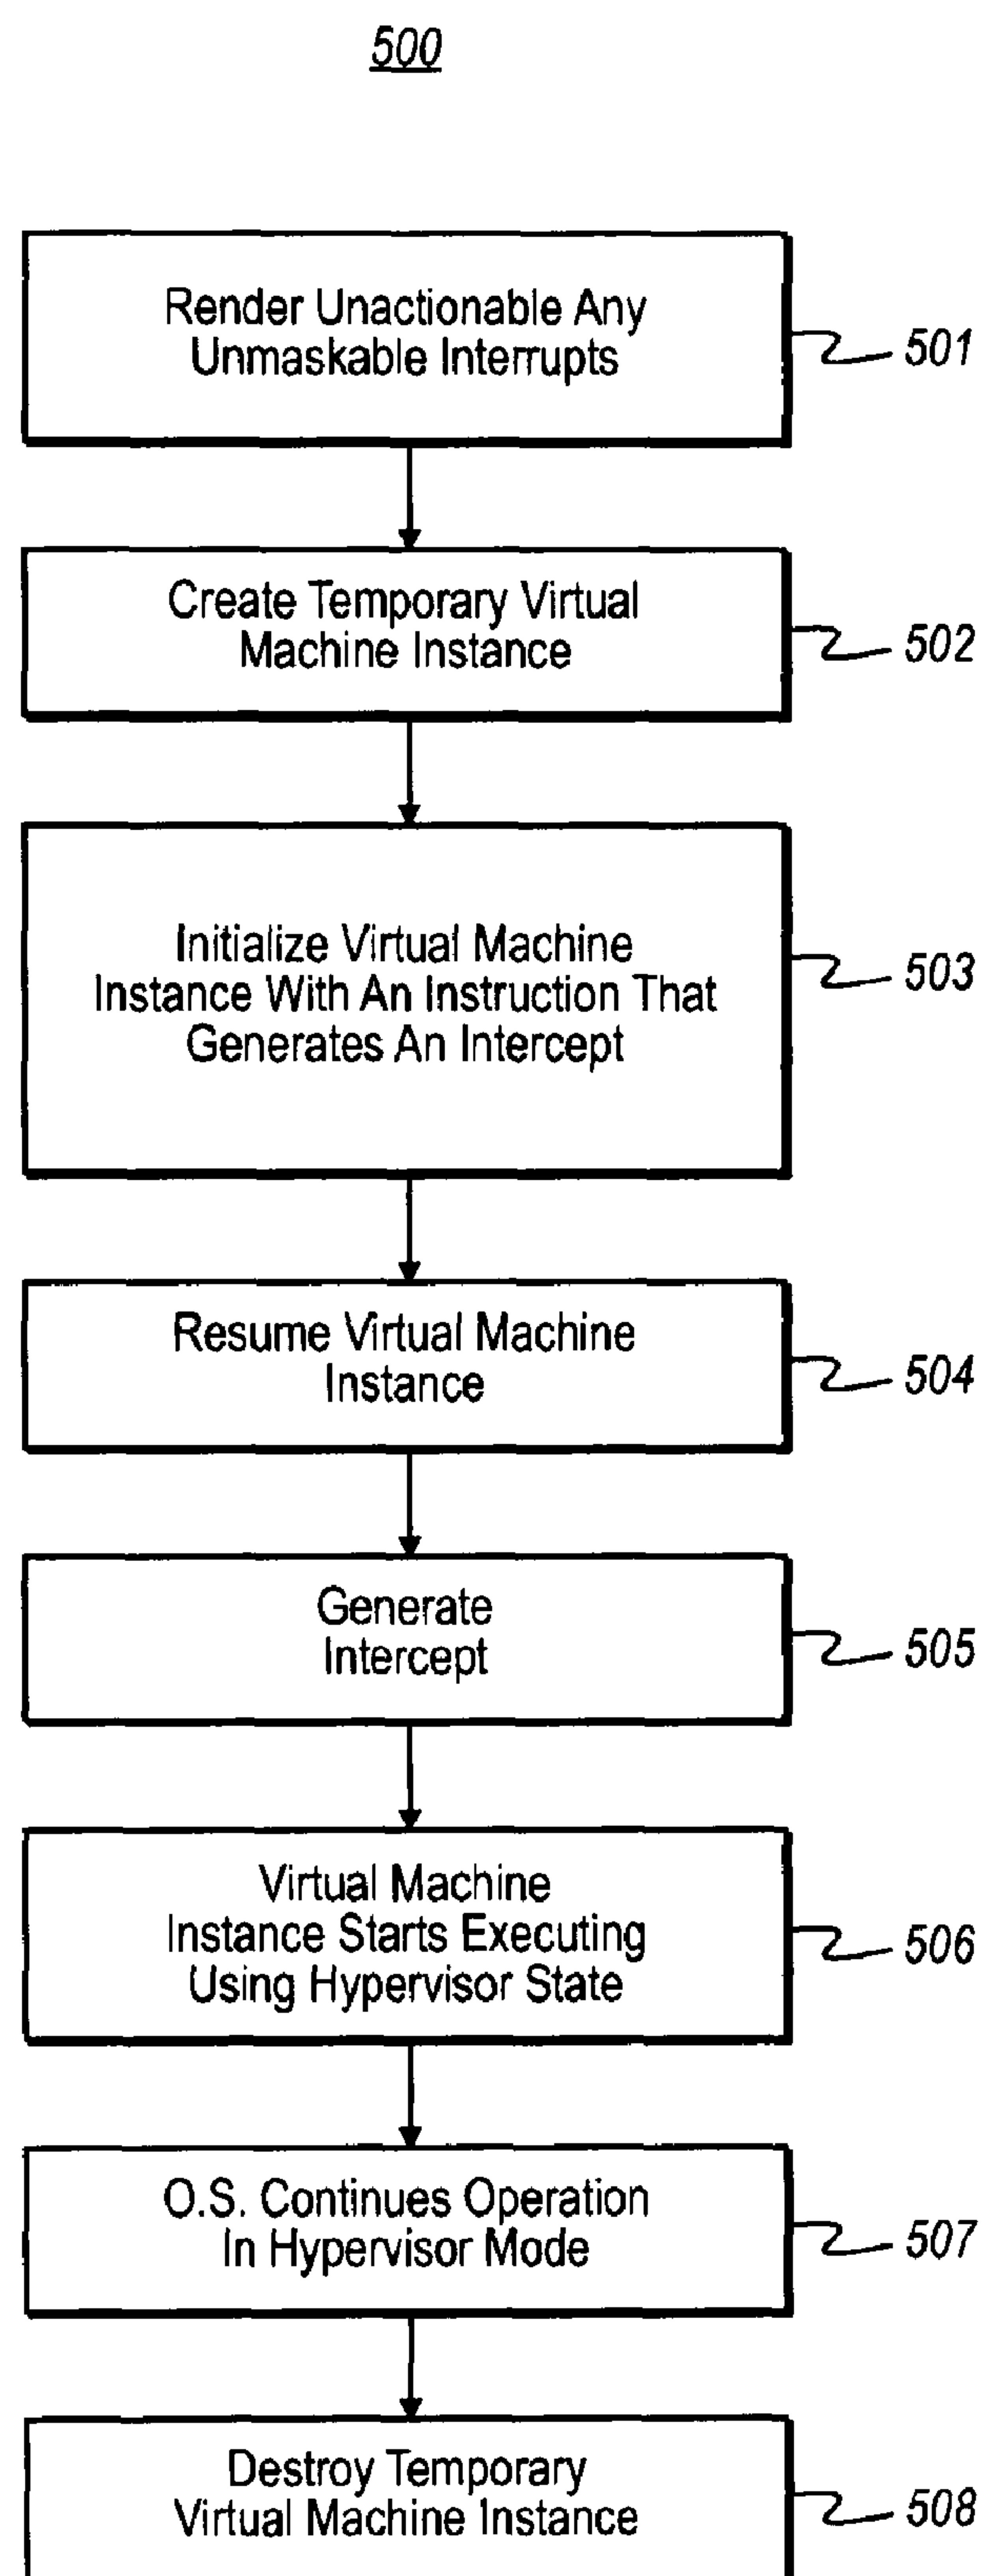 500
Render Unactionable Any
Unmaskable Interrupts
501
Create Temporary Virtual
Machine Instance
502
Initialize Virtual Machine
Instance With An Instruction That
Generates An Intercept
503
Resume Virtual Machine
Instance
504
Generate
Intercept
505
Virtual Machine
Instance Starts Executing
Using Hypervisor State
506
O.S. Continues Operation
In Hypervisor Mode
507
Destroy Temporary
Virtual Machine Instance
508